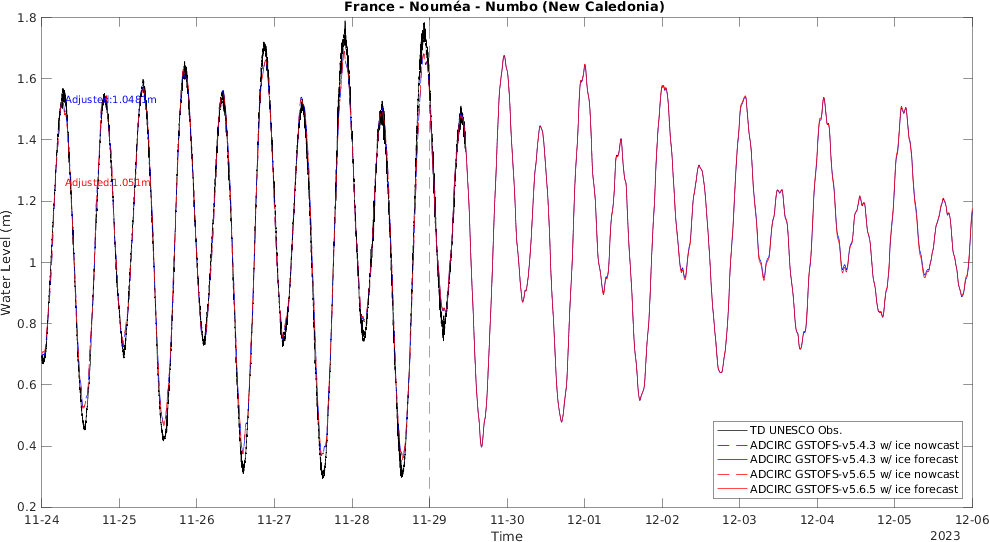 France - Nouméa - Numbo (New Caledonia)
1.8
1.6
1.4
1.2
1
0.8
0.6
0.4
0.2
Water Level (m)
Adjusted:1.0481m
Adjusted:1.051m
TD UNESCO Obs.
ADCIRC GSTOFS-v5.4.3 w/ ice nowcast
ADCIRC GSTOFS-v5.4.3 w/ ice forecast
ADCIRC GSTOFS-v5.6.5 w/ ice nowcast
ADCIRC GSTOFS-v5.6.5 w/ ice forecast
11-24 11-25 11-26 11-27 11-28 11-29 11-30 12-01 12-02 12-03 12-04 12-05 12-06
Time
2023